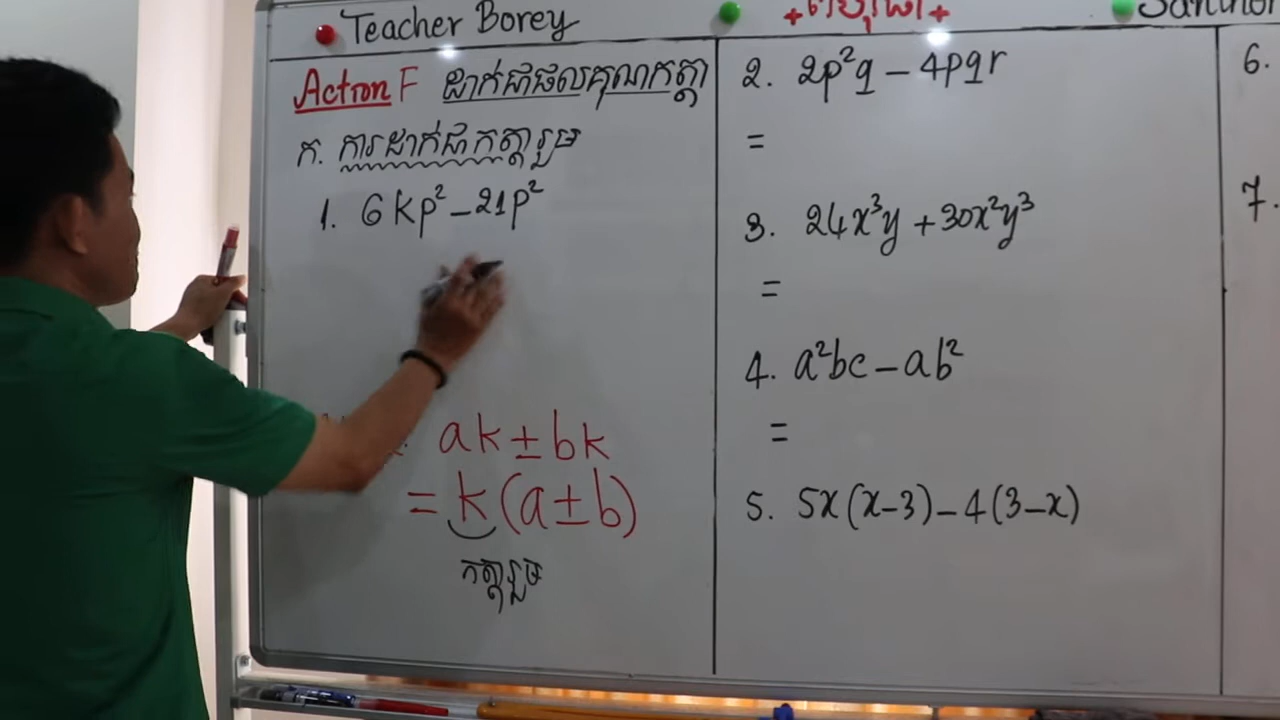 Teacher Borey
Action F ដាក់ជាផលគុណកត្តា
ក. ការដាក់ជាកត្តារួម
1. 6kp² – 21p²
ak ± bk
= k(a ± b)
កត្តារួម
2. 2p²q – 4pqr
=
3. 24x³y + 30x²y³
=
4. a²bc – ab²
=
5. 5x(x–3) – 4(3–x)
6.
7.